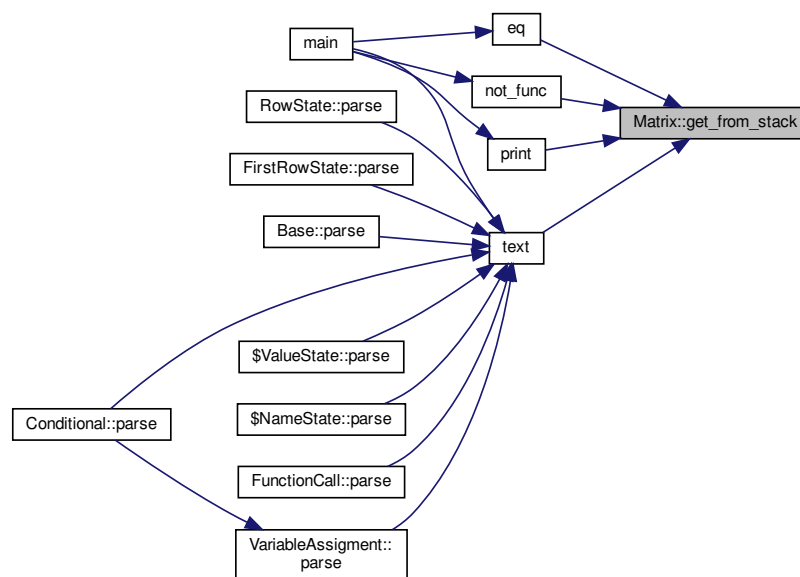 eq
main
not_func
RowState::parse
Matrix::get_from_stack
print
FirstRowState::parse
Base::parse
text
$ValueState::parse
$NameState::parse
Conditional::parse
FunctionCall::parse
VariableAssigment::
parse